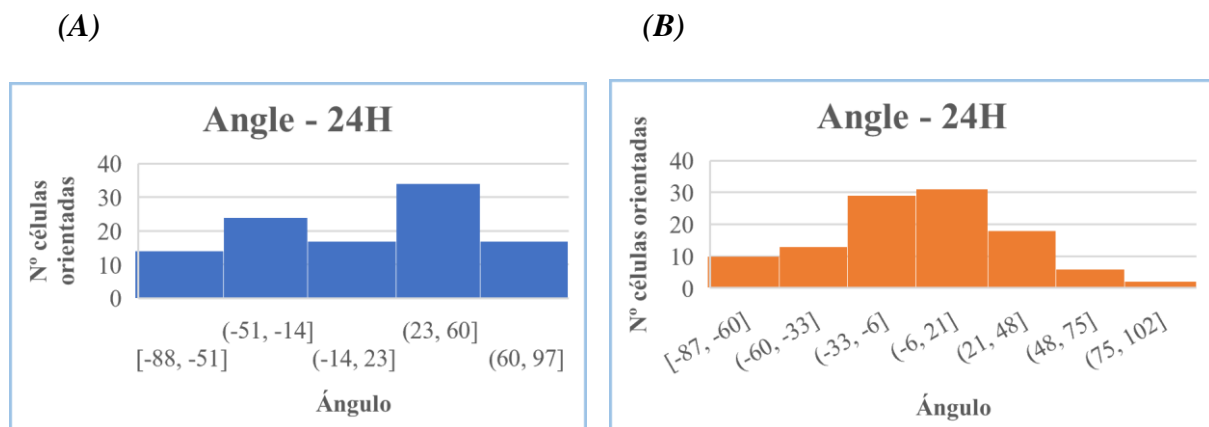 (A)
Angle - 24H
Nº células
orientadas
40
30
20
10
0
[-88, -51]
(-51, -14]
(-14, 23]
(23, 60]
(60, 97]
Ángulo
(B)
Angle - 24H
Nº células orientadas
40
30
20
10
0
[-87, -60]
(-60, -33]
(-33, -6]
(-6, 21]
(21, 48]
(48, 75]
(75, 102]
Ángulo